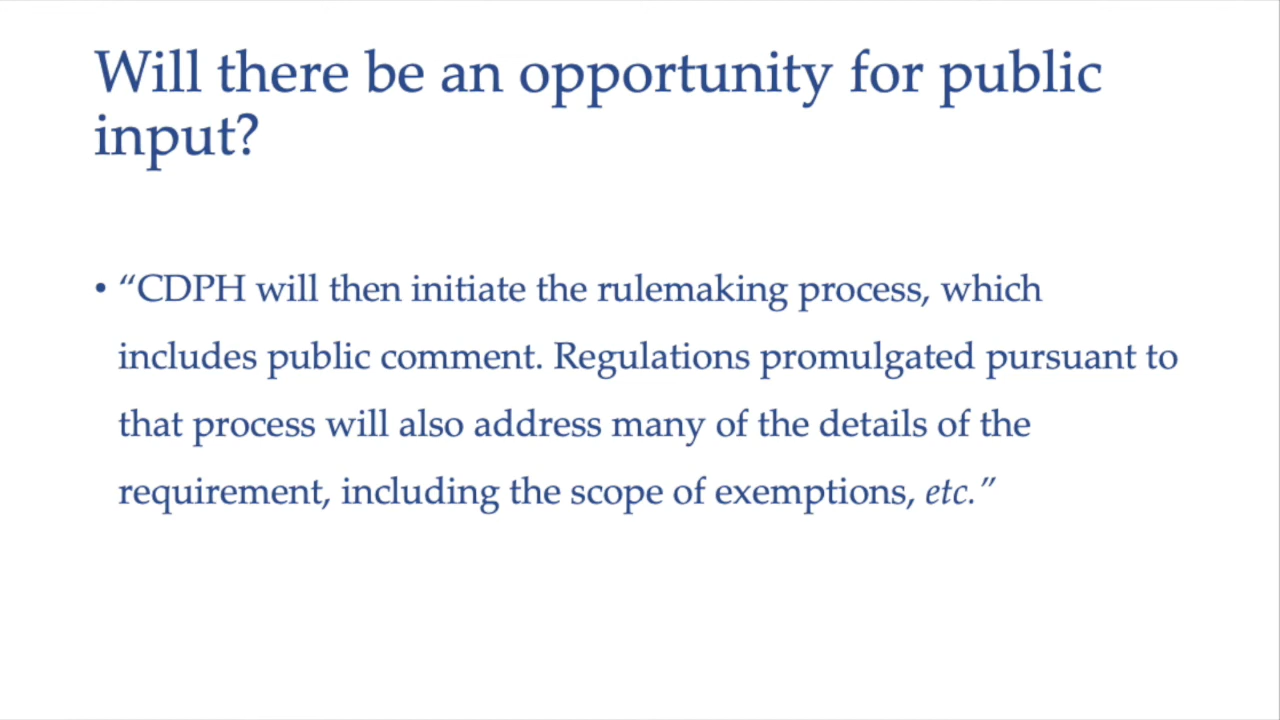 Will there be an opportunity for public
input?
• “CDPH will then initiate the rulemaking process, which
includes public comment. Regulations promulgated pursuant to
that process will also address many of the details of the
requirement, including the scope of exemptions, etc.”